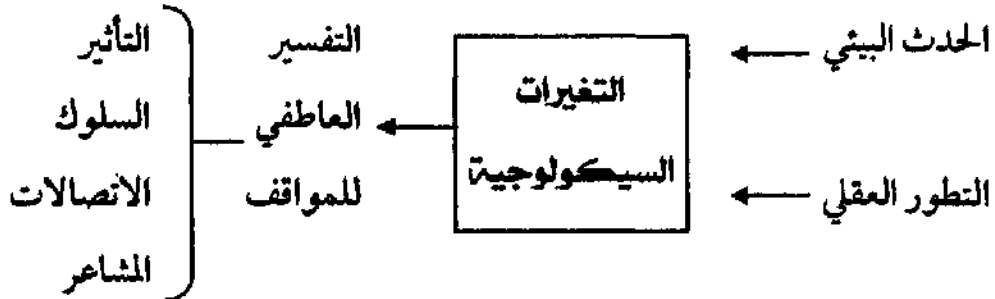 الحدث البيئي
التطور العقلي
التغيرات
السيكولوجية
التفسير
العاطفي
للمواقف
التأثير
السلوك
الاتصالات
المشاعر